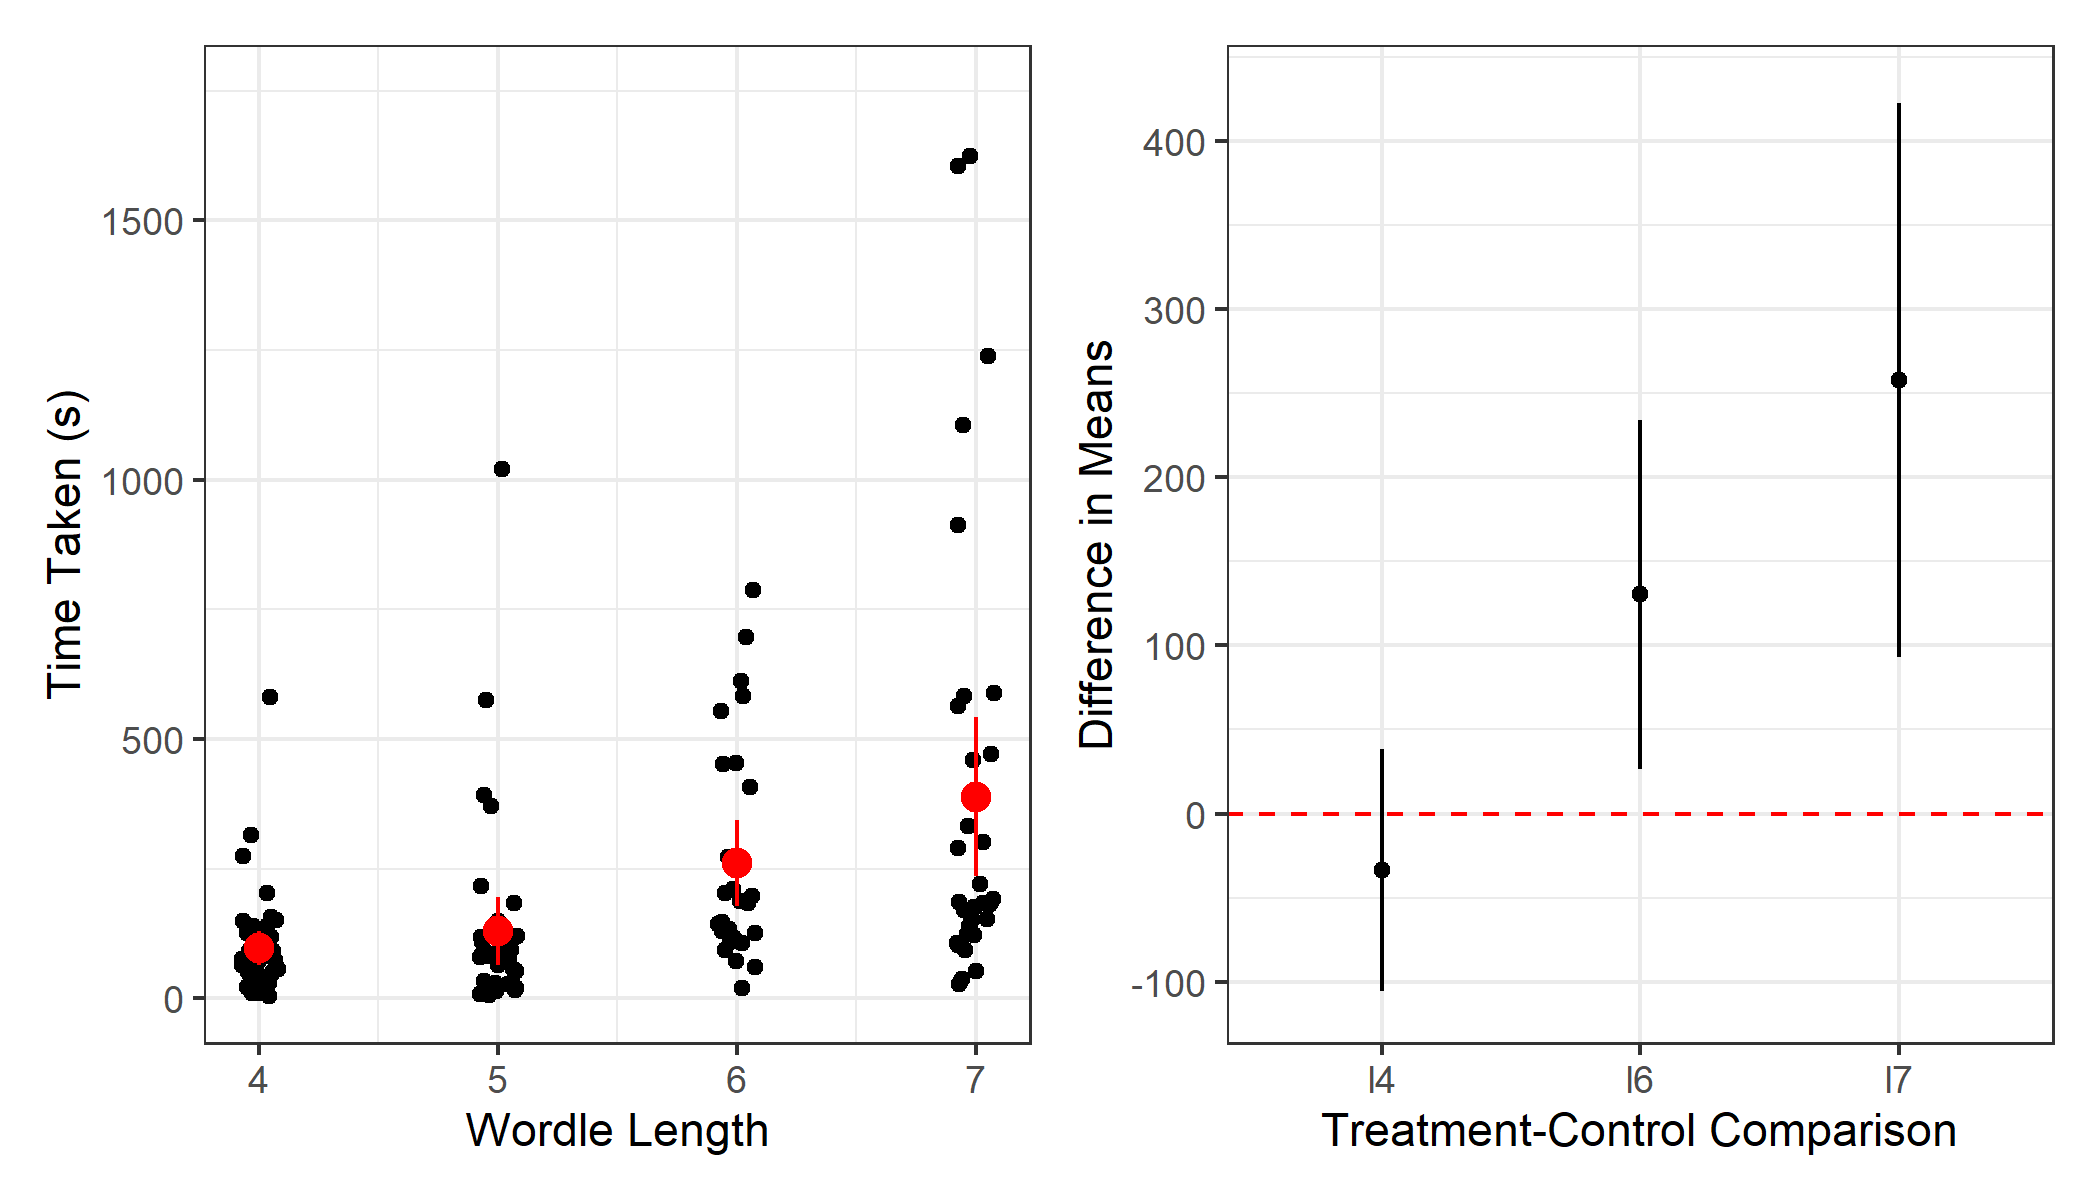 Time Taken (s)
1500
1000
500
0
4 5 6 7
Wordle Length
Difference in Means
400
300
200
100
0
-100
l4 l6 l7
Treatment-Control Comparison